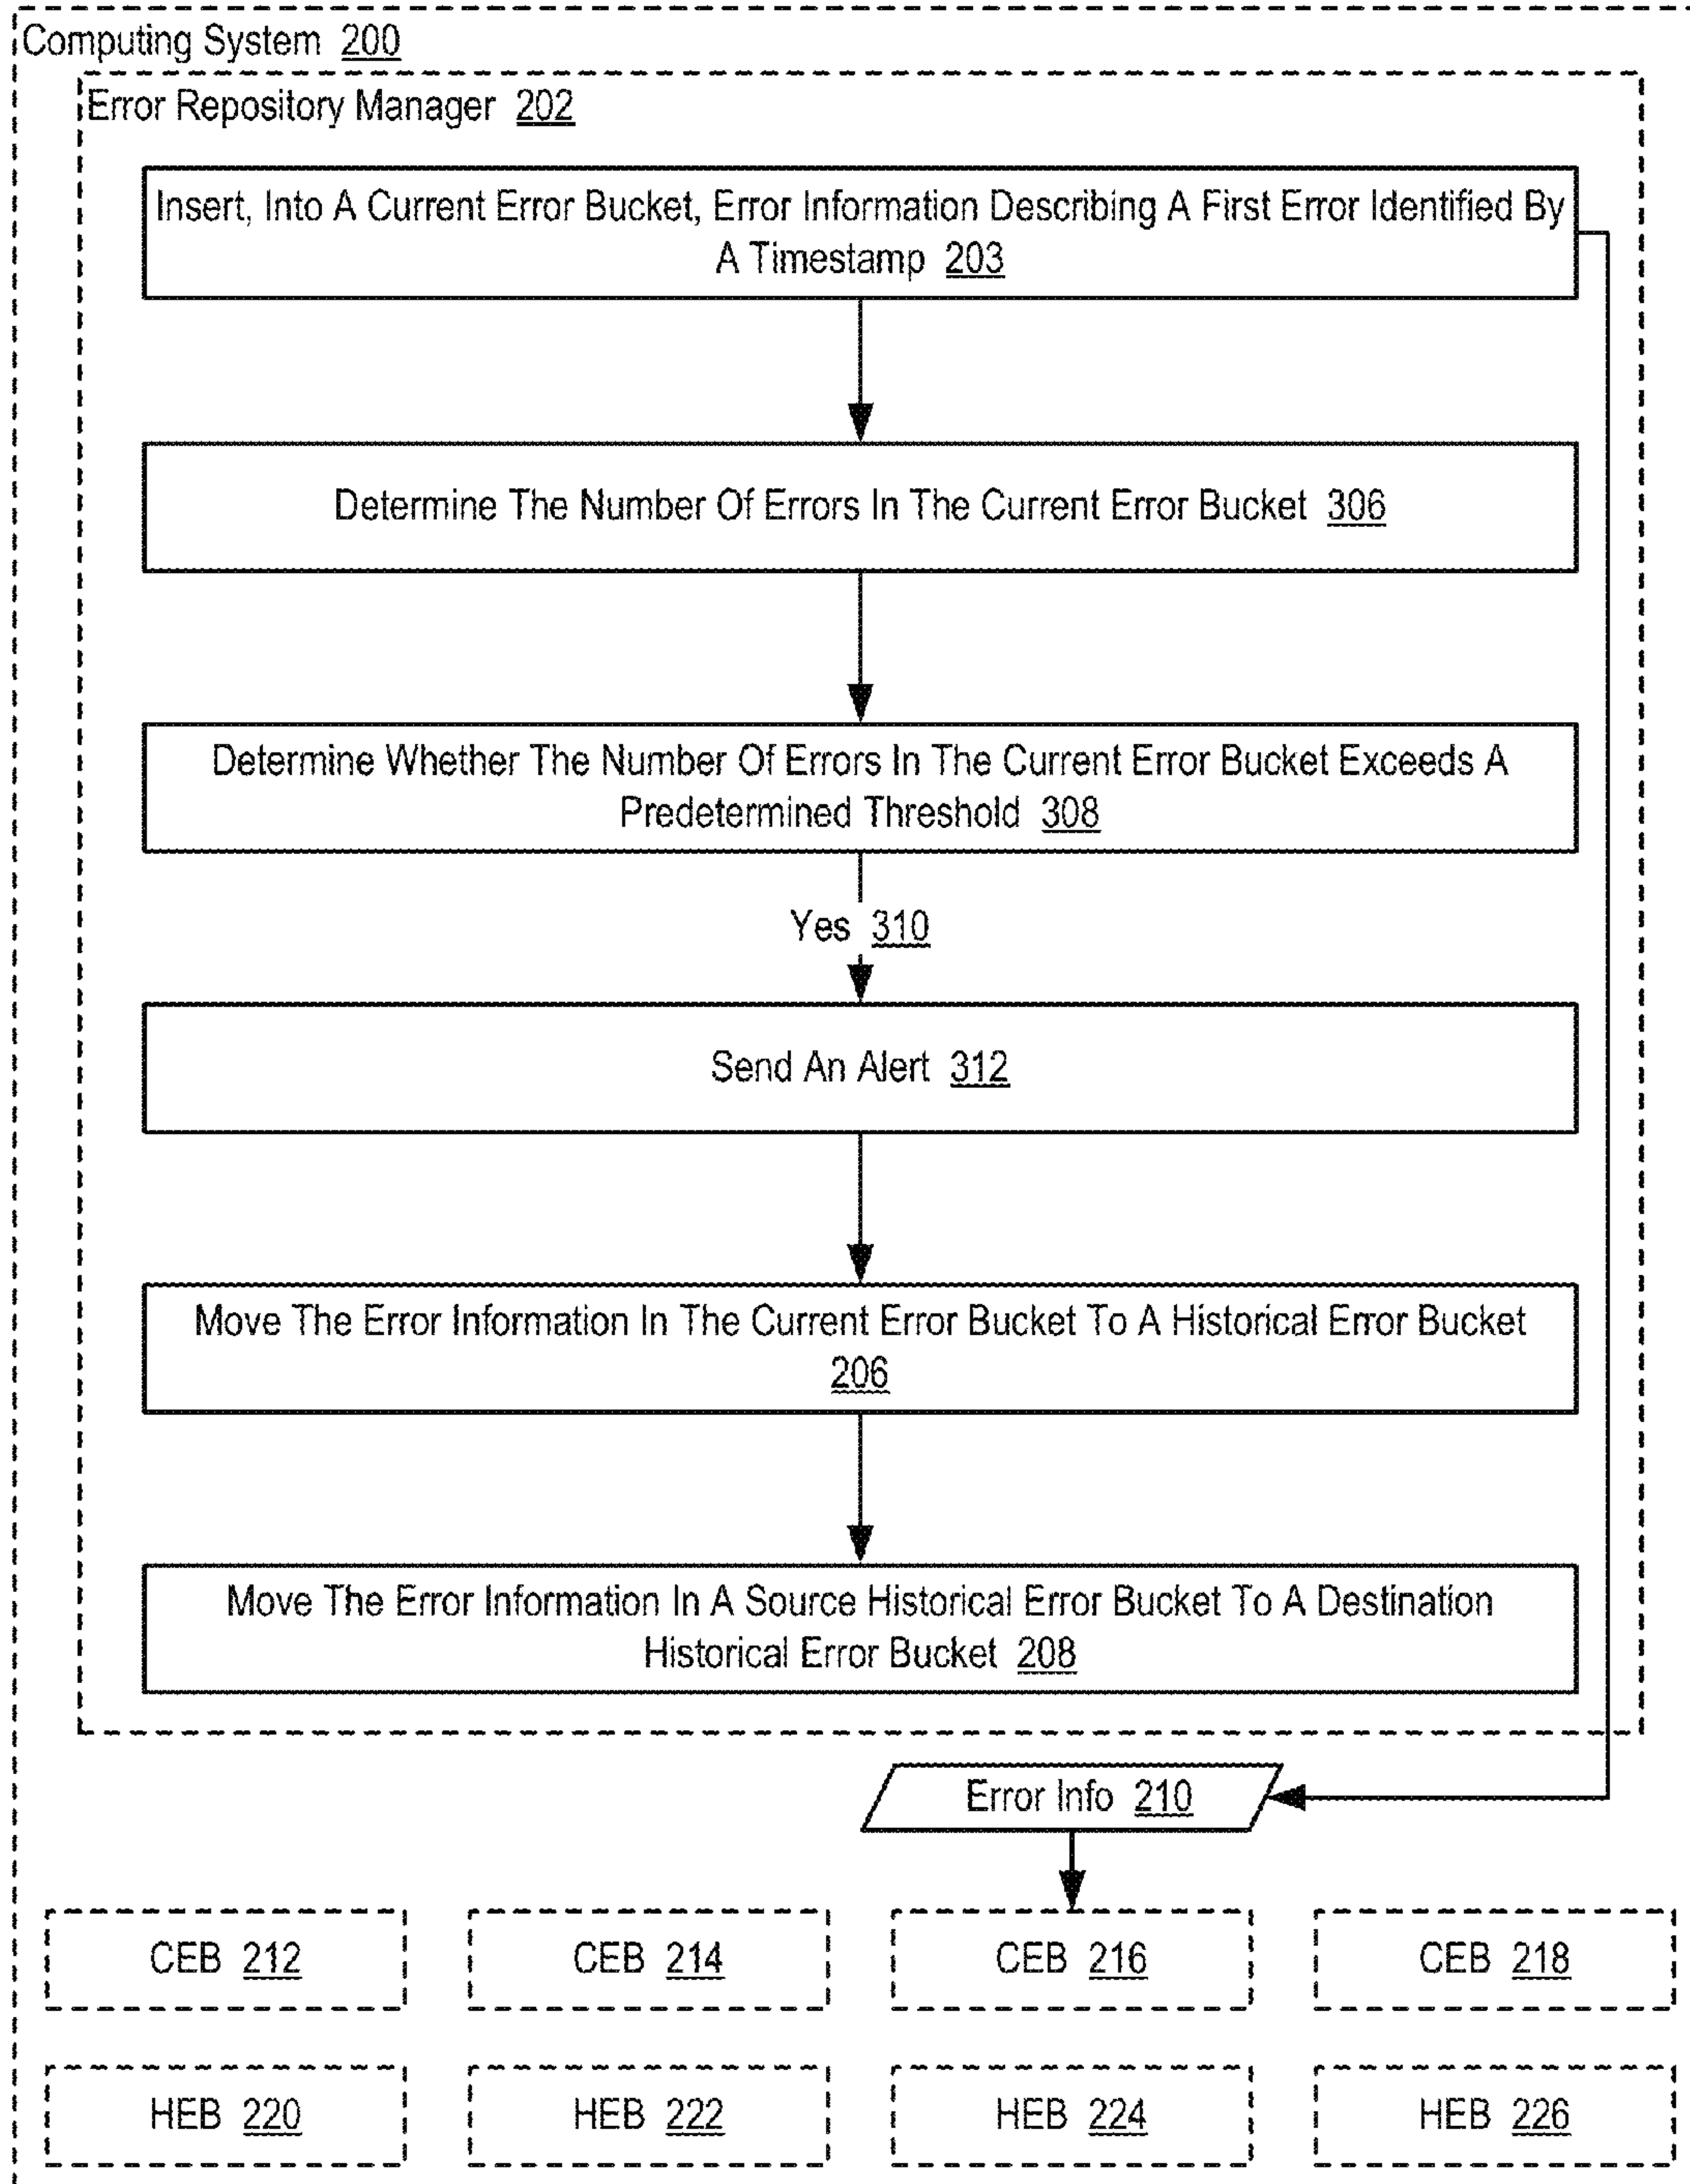 Computing System 200
Error Repository Manager 202
Insert, Into A Current Error Bucket, Error Information Describing A First Error Identified By
A Timestamp 203
Determine The Number Of Errors In The Current Error Bucket 306
Determine Whether The Number Of Errors In The Current Error Bucket Exceeds A
Predetermined Threshold 308
Yes 310
Send An Alert 312
Move The Error Information In The Current Error Bucket To A Historical Error Bucket
206
Move The Error Information In A Source Historical Error Bucket To A Destination
Historical Error Bucket 208
Error Info 210
CEB 212 CEB 214 CEB 216 CEB 218
HEB 220 HEB 222 HEB 224 HEB 226